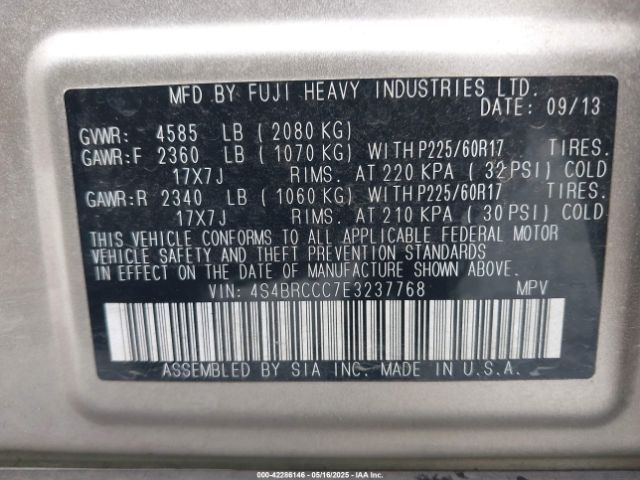 MFD.BY FUJI HEAVY INDUSTRIES LTD.
DATE: 09/13
GVWR: 4585 LB (2080 KG)
GAWR:F 2360 LB (1070 KG) WITH P225/60R17 TIRES.
17X7J RIMS. AT 220 KPA (32 PSI) COLD
GAWR:R 2340 LB (1060 KG) WITH P225/60R17 TIRES.
17X7J RIMS. AT 210 KPA (30 PSI) COLD
THIS VEHICLE CONFORMS TO ALL APPLICABLE FEDERAL MOTOR
VEHICLE SAFETY AND THEFT PREVENTION STANDARDS
IN EFFECT ON THE DATE OF MANUFACTURE SHOWN ABOVE.
VIN: 4S4BRCCC7E3237768 MPV
ASSEMBLED BY SIA INC. MADE IN U.S.A.
000-42286146 - 05/16/2025 - IAA Inc.